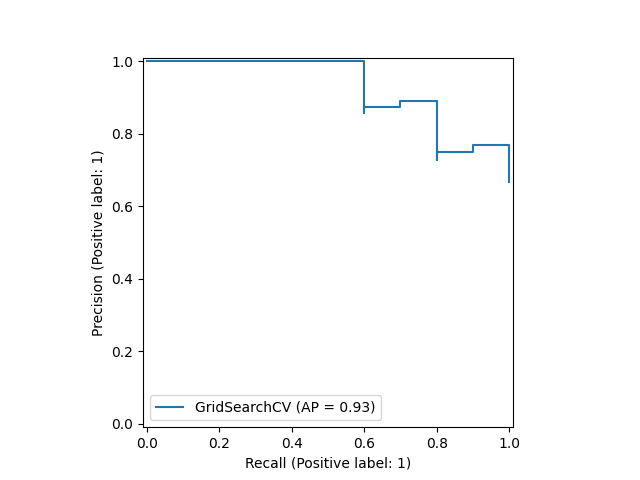 1.0
0.8
0.6
0.4
0.2
0.0
Precision (Positive label: 1)
GridSearchCV (AP = 0.93)
0.0 0.2 0.4 0.6 0.8 1.0
Recall (Positive label: 1)